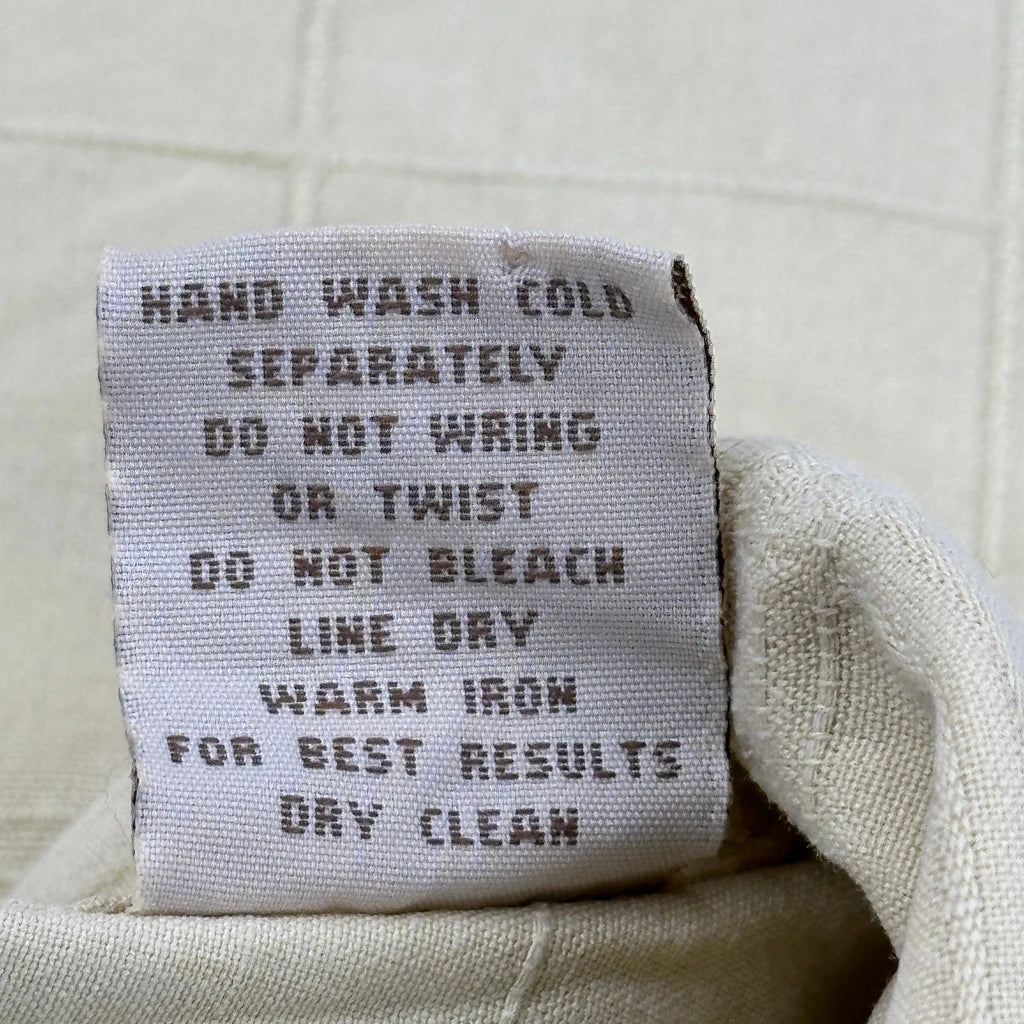 HAND WASH COLD
SEPARATELY
DO NOT WRING
OR TWIST
DO NOT BLEACH
LINE DRY
WARM IRON
FOR BEST RESULTS
DRY CLEAN